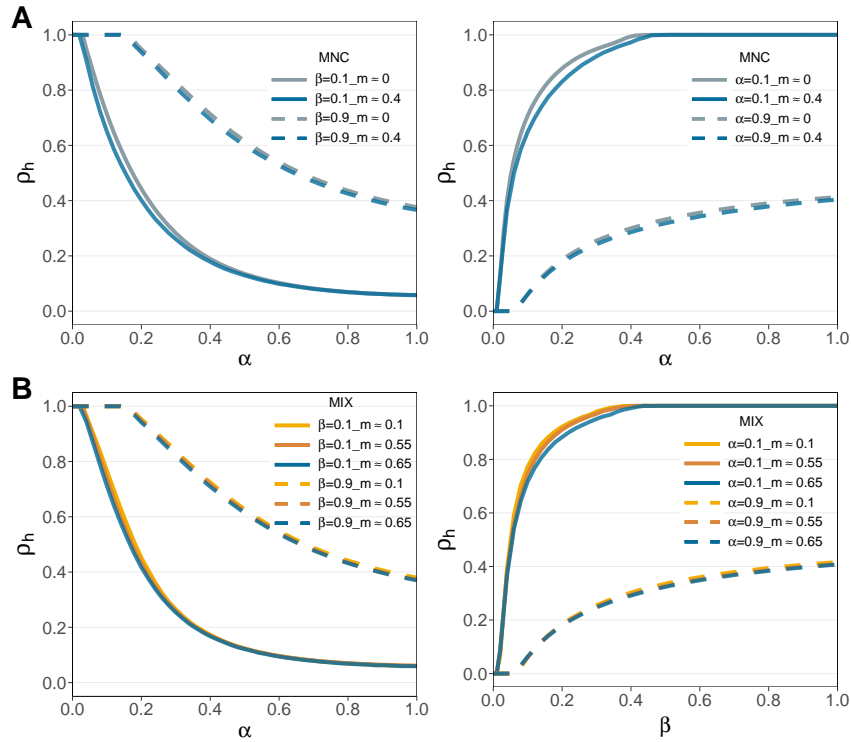 A
1.0
0.8
0.6
0.4
0.2
0.0
ρh
0.0 0.2 0.4 0.6 0.8 1.0
α
MNC
β=0.1_m ≈ 0
β=0.1_m ≈ 0.4
β=0.9_m ≈ 0
β=0.9_m ≈ 0.4
1.0
0.8
0.6
0.4
0.2
0.0
ρh
0.0 0.2 0.4 0.6 0.8 1.0
α
MNC
α=0.1_m ≈ 0
α=0.1_m ≈ 0.4
α=0.9_m ≈ 0
α=0.9_m ≈ 0.4
B
1.0
0.8
0.6
0.4
0.2
0.0
ρh
0.0 0.2 0.4 0.6 0.8 1.0
α
MIX
β=0.1_m ≈ 0.1
β=0.1_m ≈ 0.55
β=0.1_m ≈ 0.65
β=0.9_m ≈ 0.1
β=0.9_m ≈ 0.55
β=0.9_m ≈ 0.65
1.0
0.8
0.6
0.4
0.2
0.0
ρh
0.0 0.2 0.4 0.6 0.8 1.0
β
MIX
α=0.1_m ≈ 0.1
α=0.1_m ≈ 0.55
α=0.1_m ≈ 0.65
α=0.9_m ≈ 0.1
α=0.9_m ≈ 0.55
α=0.9_m ≈ 0.65